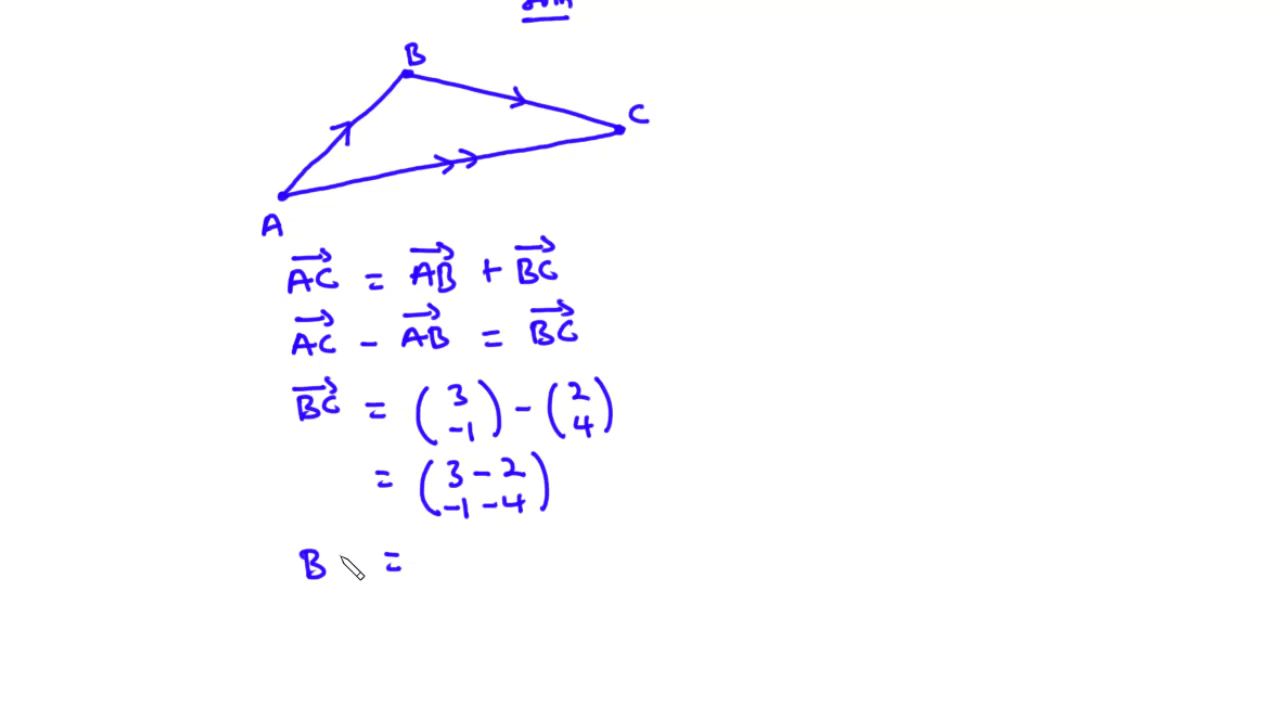 B
C
A
AC = AB + BC
AC - AB = BC
BC = (3 -1) - (2 4)
= (3 - 2 -1 - 4)
B =